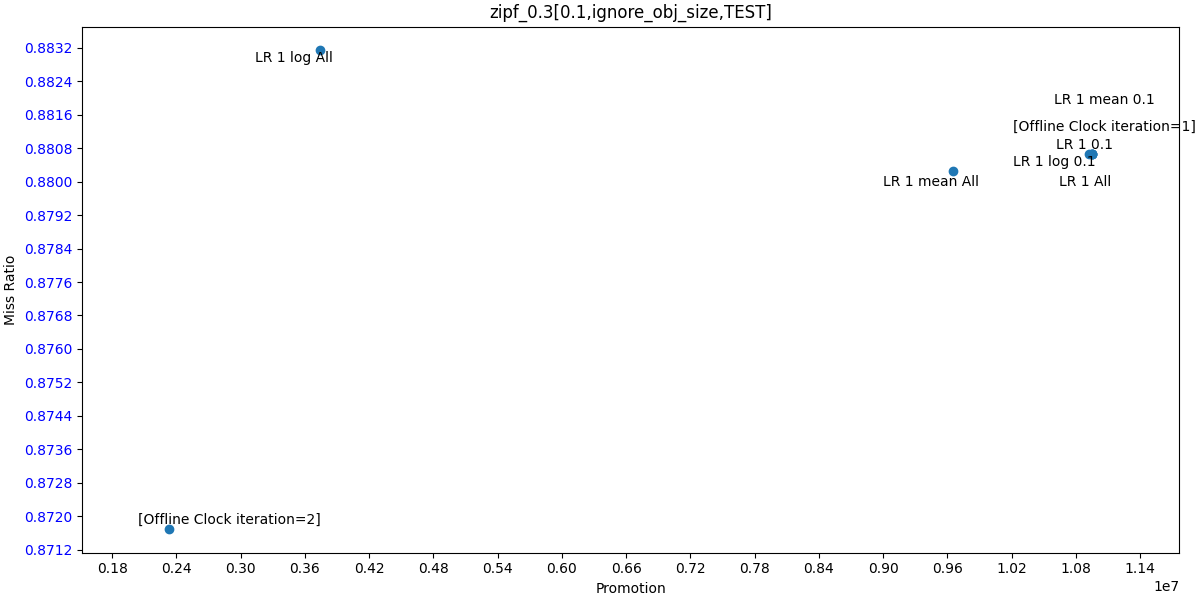 zipf_0.3[0.1,ignore_obj_size,TEST]
Miss Ratio
0.8832
0.8824
0.8816
0.8808
0.8800
0.8792
0.8784
0.8776
0.8768
0.8760
0.8752
0.8744
0.8736
0.8728
0.8720
0.8712
LR 1 log All
LR 1 mean 0.1
[Offline Clock iteration=1]
LR 1 0.1
LR 1 log 0.1
LR 1 mean All
LR 1 All
[Offline Clock iteration=2]
0.18 0.24 0.30 0.36 0.42 0.48 0.54 0.60 0.66 0.72 0.78 0.84 0.90 0.96 1.02 1.08 1.14
1e7
Promotion